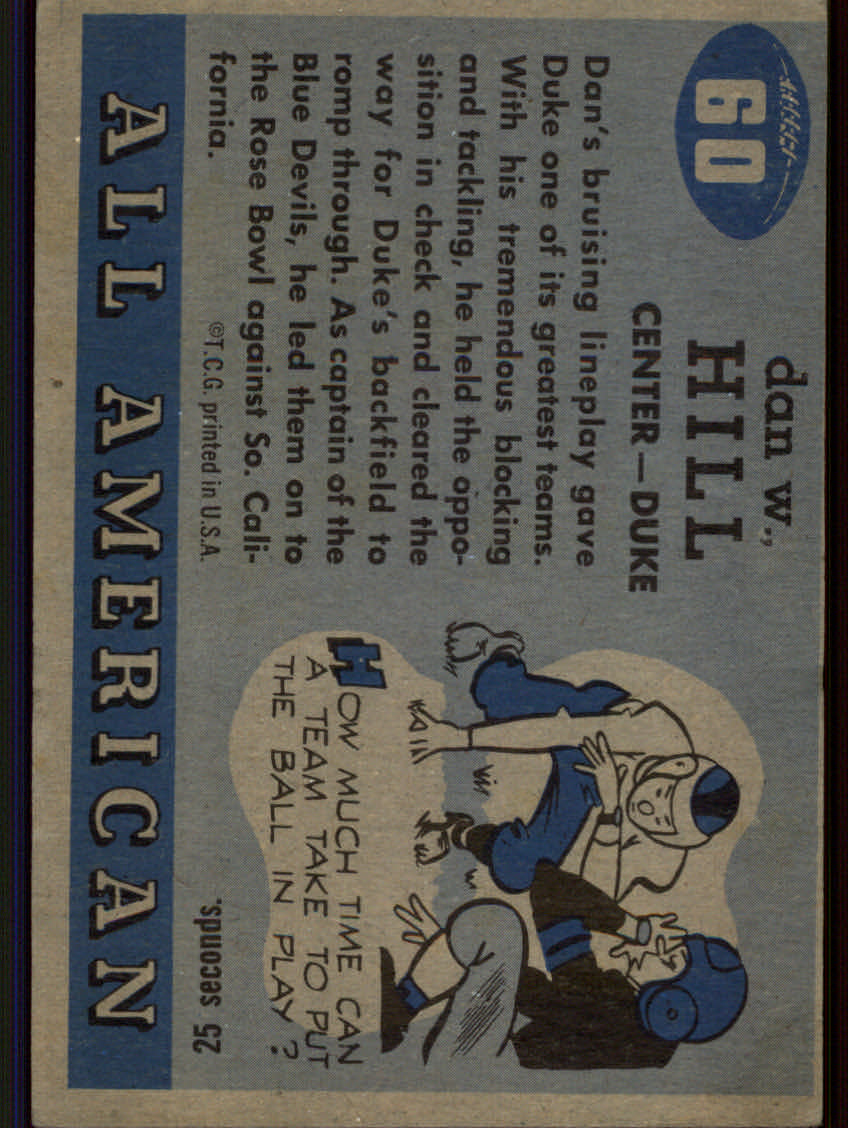 60
dan w.,
HILL
CENTER—DUKE
Dan's bruising lineplay gave
Duke one of its greatest teams.
With his tremendous blocking
and tackling, he held the oppo-
sition in check and cleared the
way for Duke's backfield to
romp through. As captain of the
Blue Devils, he led them on to
the Rose Bowl against So. Cali-
fornia.
©T.C.G. printed in U.S.A.
HOW MUCH TIME CAN
A TEAM TAKE TO PUT
THE BALL IN PLAY?
25 seconds.
ALL AMERICAN